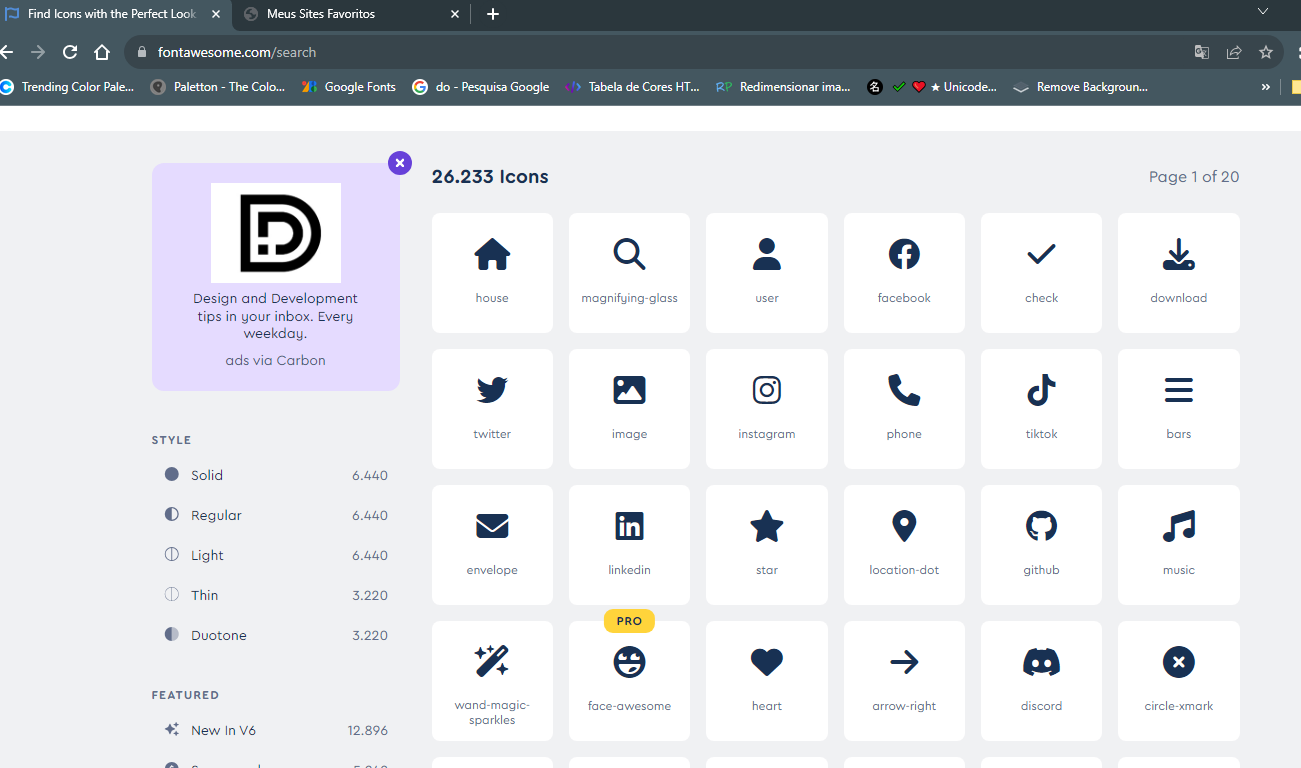 Find Icons with the Perfect Look
Meus Sites Favoritos
fontawesome.com/search
Trending Color Pale...
Paletton - The Colo...
Google Fonts
do - Pesquisa Google
Tabela de Cores HT...
Redimensionar ima...
★ Unicode...
Remove Backgroun...
»
26.233 Icons
Page 1 of 20
Design and Development
tips in your inbox. Every
weekday.
ads via Carbon
STYLE
Solid 6.440
Regular 6.440
Light 6.440
Thin 3.220
Duotone 3.220
FEATURED
New In V6 12.896
house
magnifying-glass
user
facebook
check
download
twitter
image
instagram
phone
tiktok
bars
envelope
linkedin
star
location-dot
github
music
PRO
wand-magic-
sparkles
face-awesome
heart
arrow-right
discord
circle-xmark